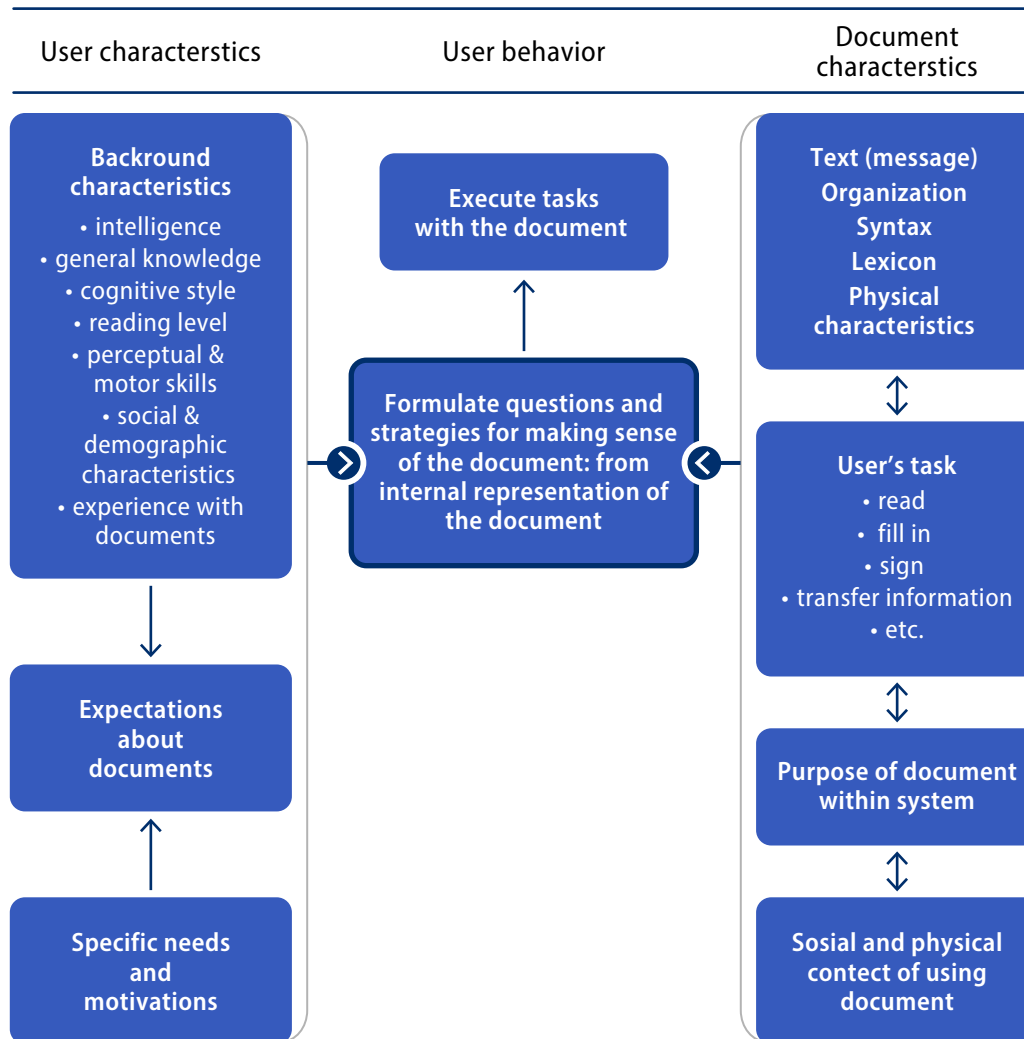 User characterstics
User behavior
Document
characterstics
Backround
characteristics
• intelligence
• general knowledge
• cognitive style
• reading level
• perceptual &
motor skills
• social &
demographic
characteristics
• experience with
documents
Expectations
about
documents
Specific needs
and
motivations
Execute tasks
with the document
Formulate questions and
strategies for making sense
of the document: from
internal representation of
the document
Text (message)
Organization
Syntax
Lexicon
Physical
characteristics
User’s task
• read
• fill in
• sign
• transfer information
• etc.
Purpose of document
within system
Sosial and physical
contect of using
document